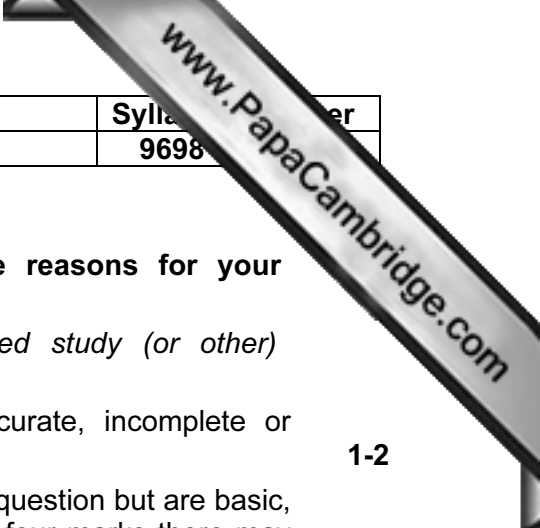 www.PapaCambridge.com
Sylla er
9698
e reasons for your
ed study (or other)
curate, incomplete or
1-2
question but are basic,
four marks there may